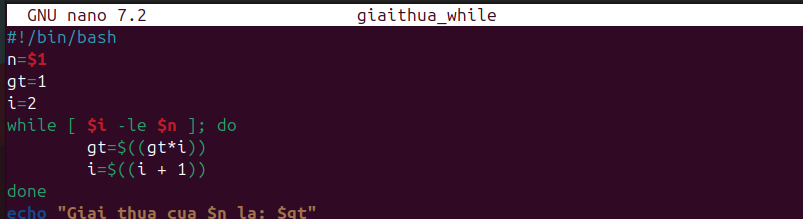 GNU nano 7.2 giaithua_while
#!/bin/bash
n=$1
gt=1
i=2
while [ $i -le $n ]; do
        gt=$((gt*i))
        i=$((i + 1))
done
echo "Giai thua cua $n la: $gt"